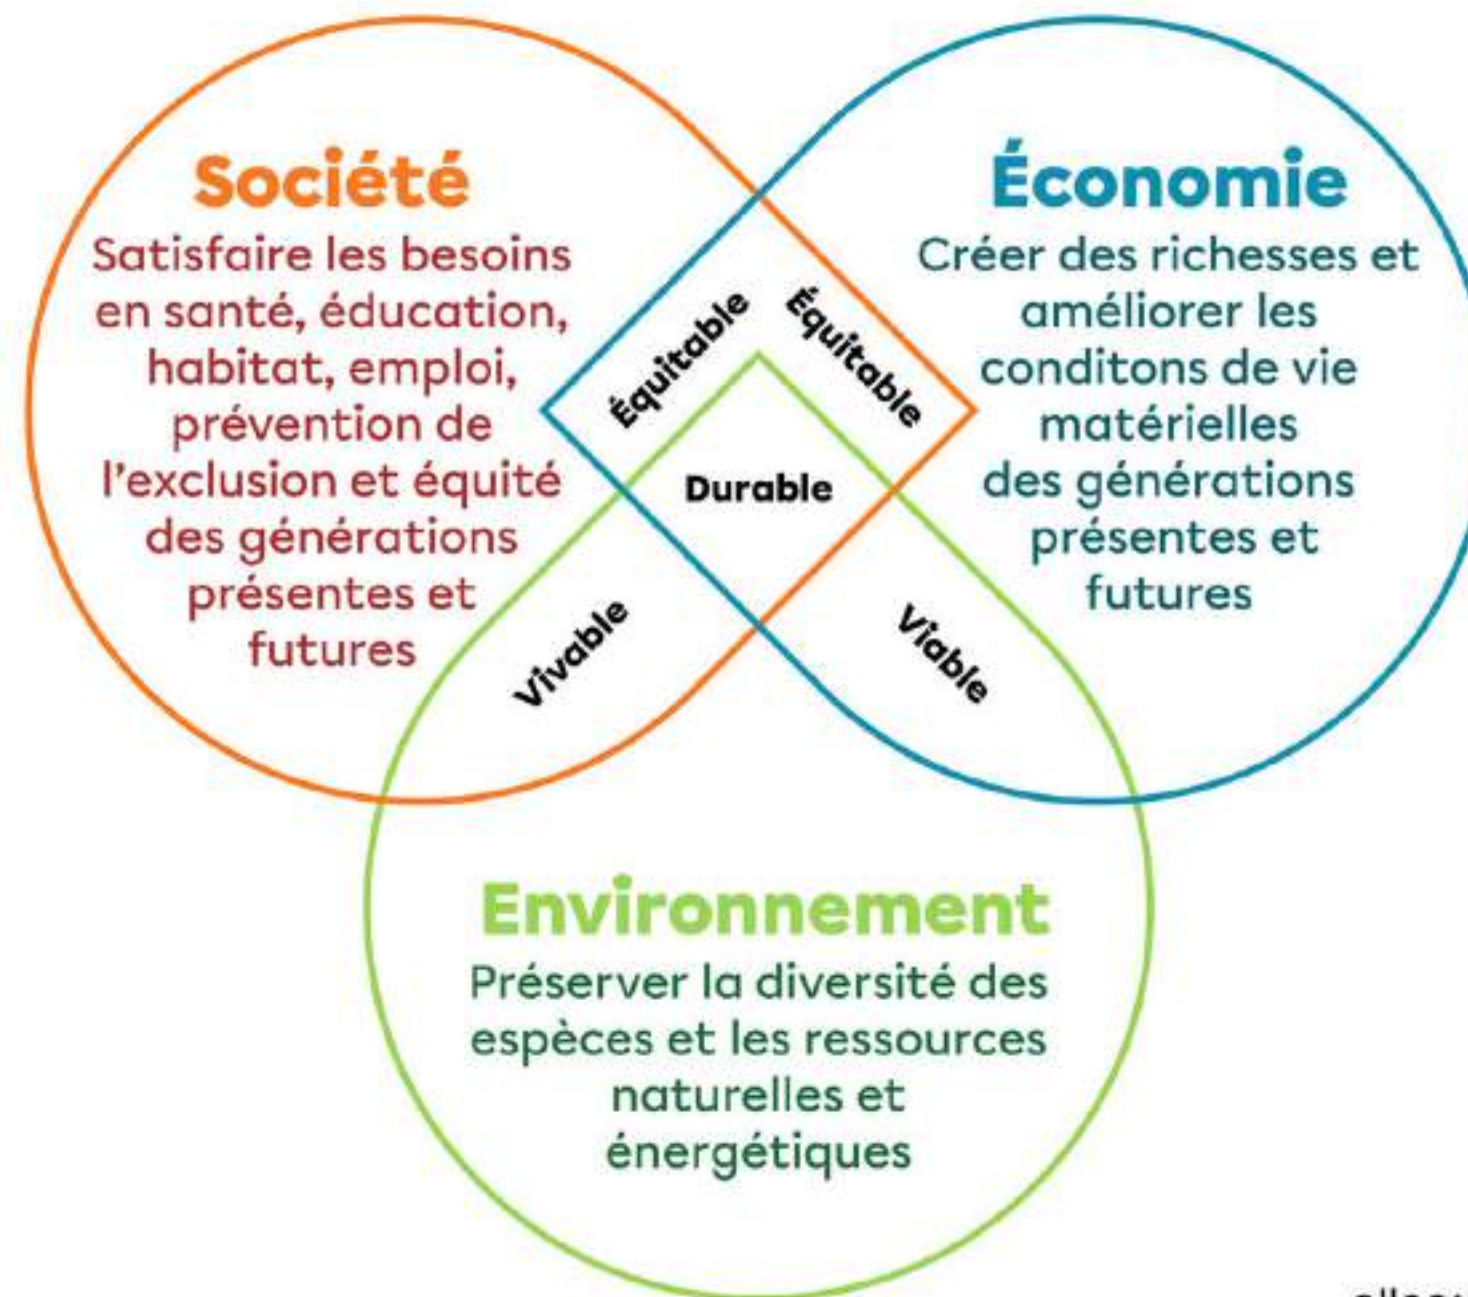 Société
Satisfaire les besoins
en santé, éducation,
habitat, emploi,
prévention de
l'exclusion et équité
des générations
présentes et
futures
Économie
Créer des richesses et
améliorer les
conditons de vie
matérielles
des générations
présentes et
futures
Équitable
Équitable
Durable
Vivable
Viable
Environnement
Préserver la diversité des
espèces et les ressources
naturelles et
énergétiques